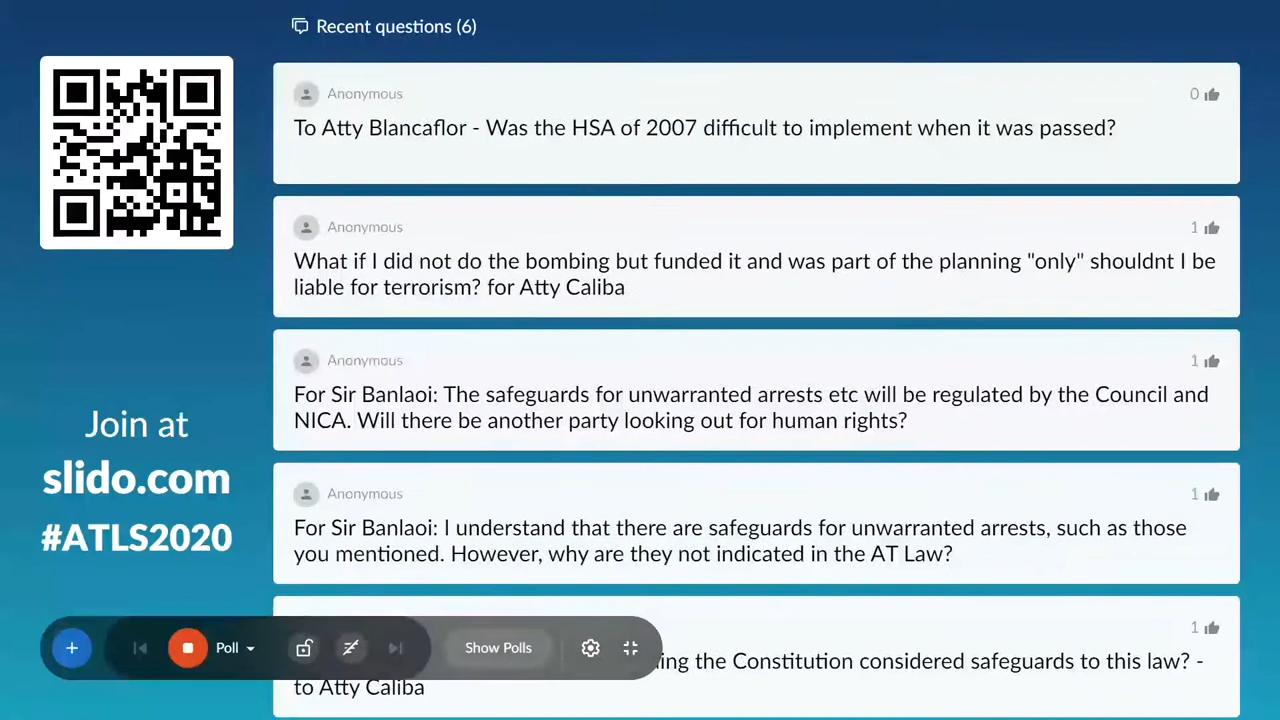 Recent questions (6)
Anonymous
0
To Atty Blancaflor - Was the HSA of 2007 difficult to implement when it was passed?
Anonymous
1
What if I did not do the bombing but funded it and was part of the planning "only" shouldnt I be
liable for terrorism? for Atty Caliba
Anonymous
1
For Sir Banlaoi: The safeguards for unwarranted arrests etc will be regulated by the Council and
NICA. Will there be another party looking out for human rights?
Anonymous
1
For Sir Banlaoi: I understand that there are safeguards for unwarranted arrests, such as those
you mentioned. However, why are they not indicated in the AT Law?
1
the Constitution considered safeguards to this law? -
to Atty Caliba
Join at
slido.com
#ATLS2020
Poll
Show Polls